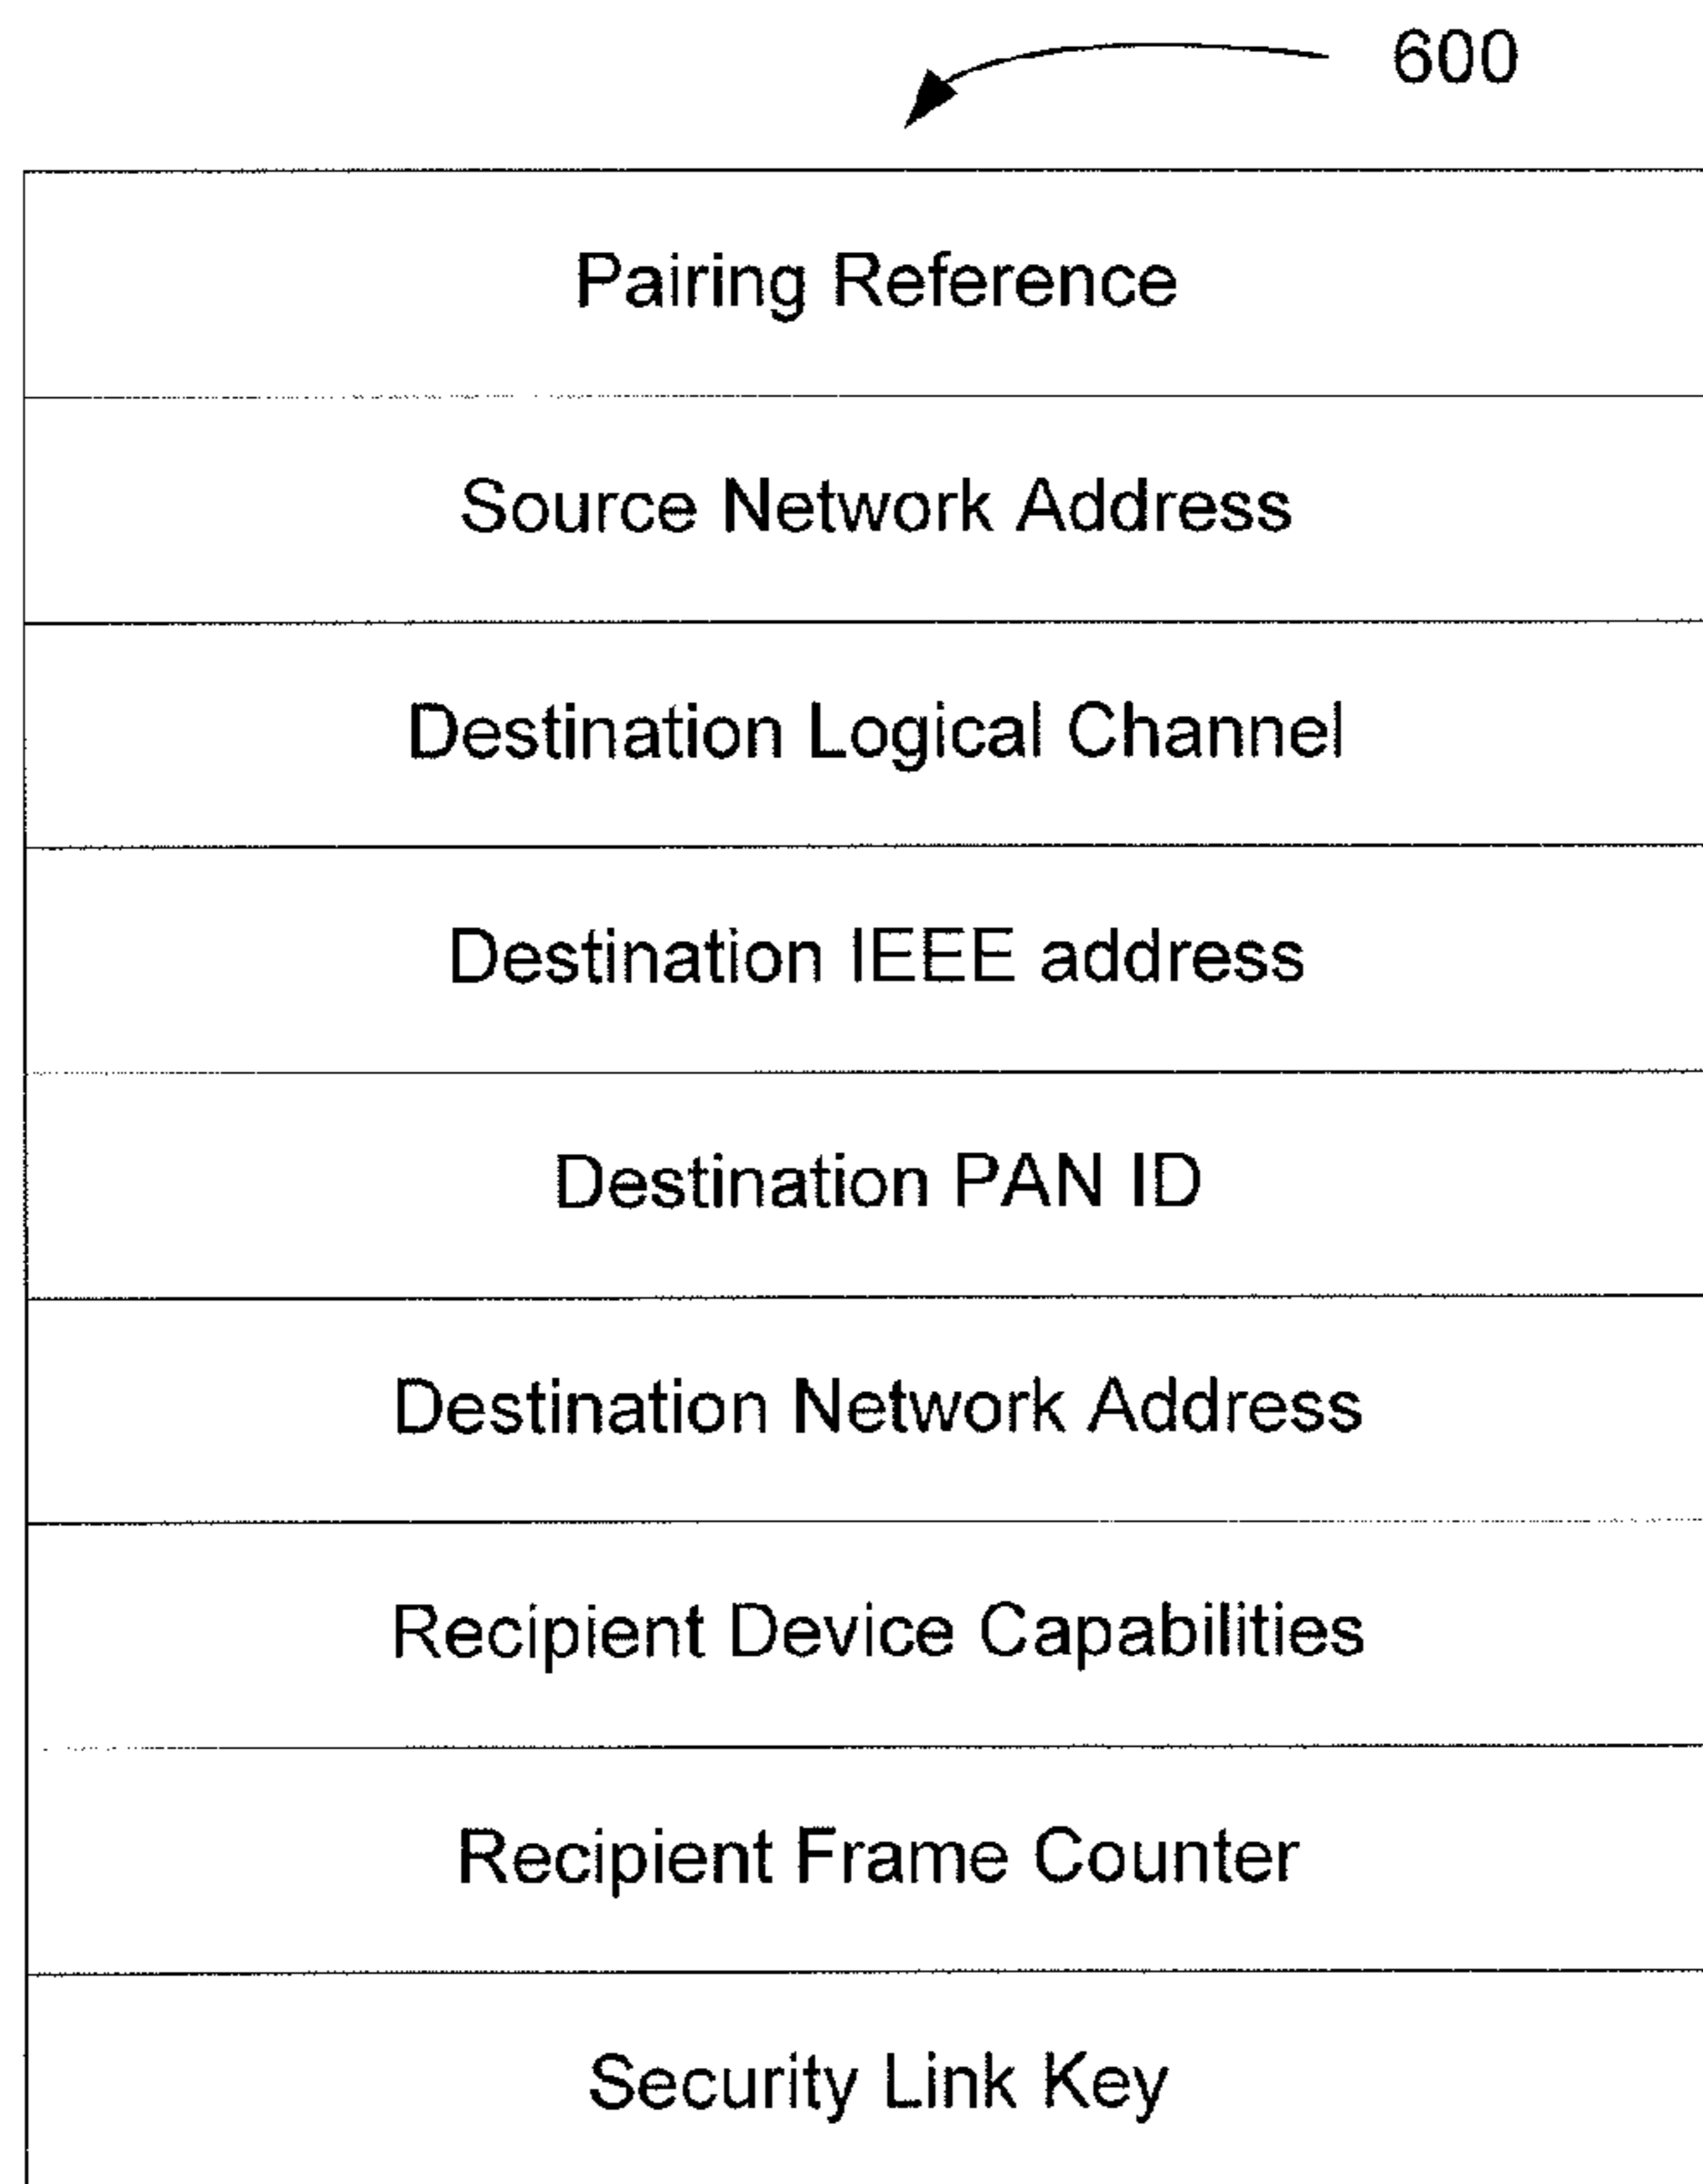 600
Pairing Reference
Source Network Address
Destination Logical Channel
Destination IEEE address
Destination PAN ID
Destination Network Address
Recipient Device Capabilities
Recipient Frame Counter
Security Link Key